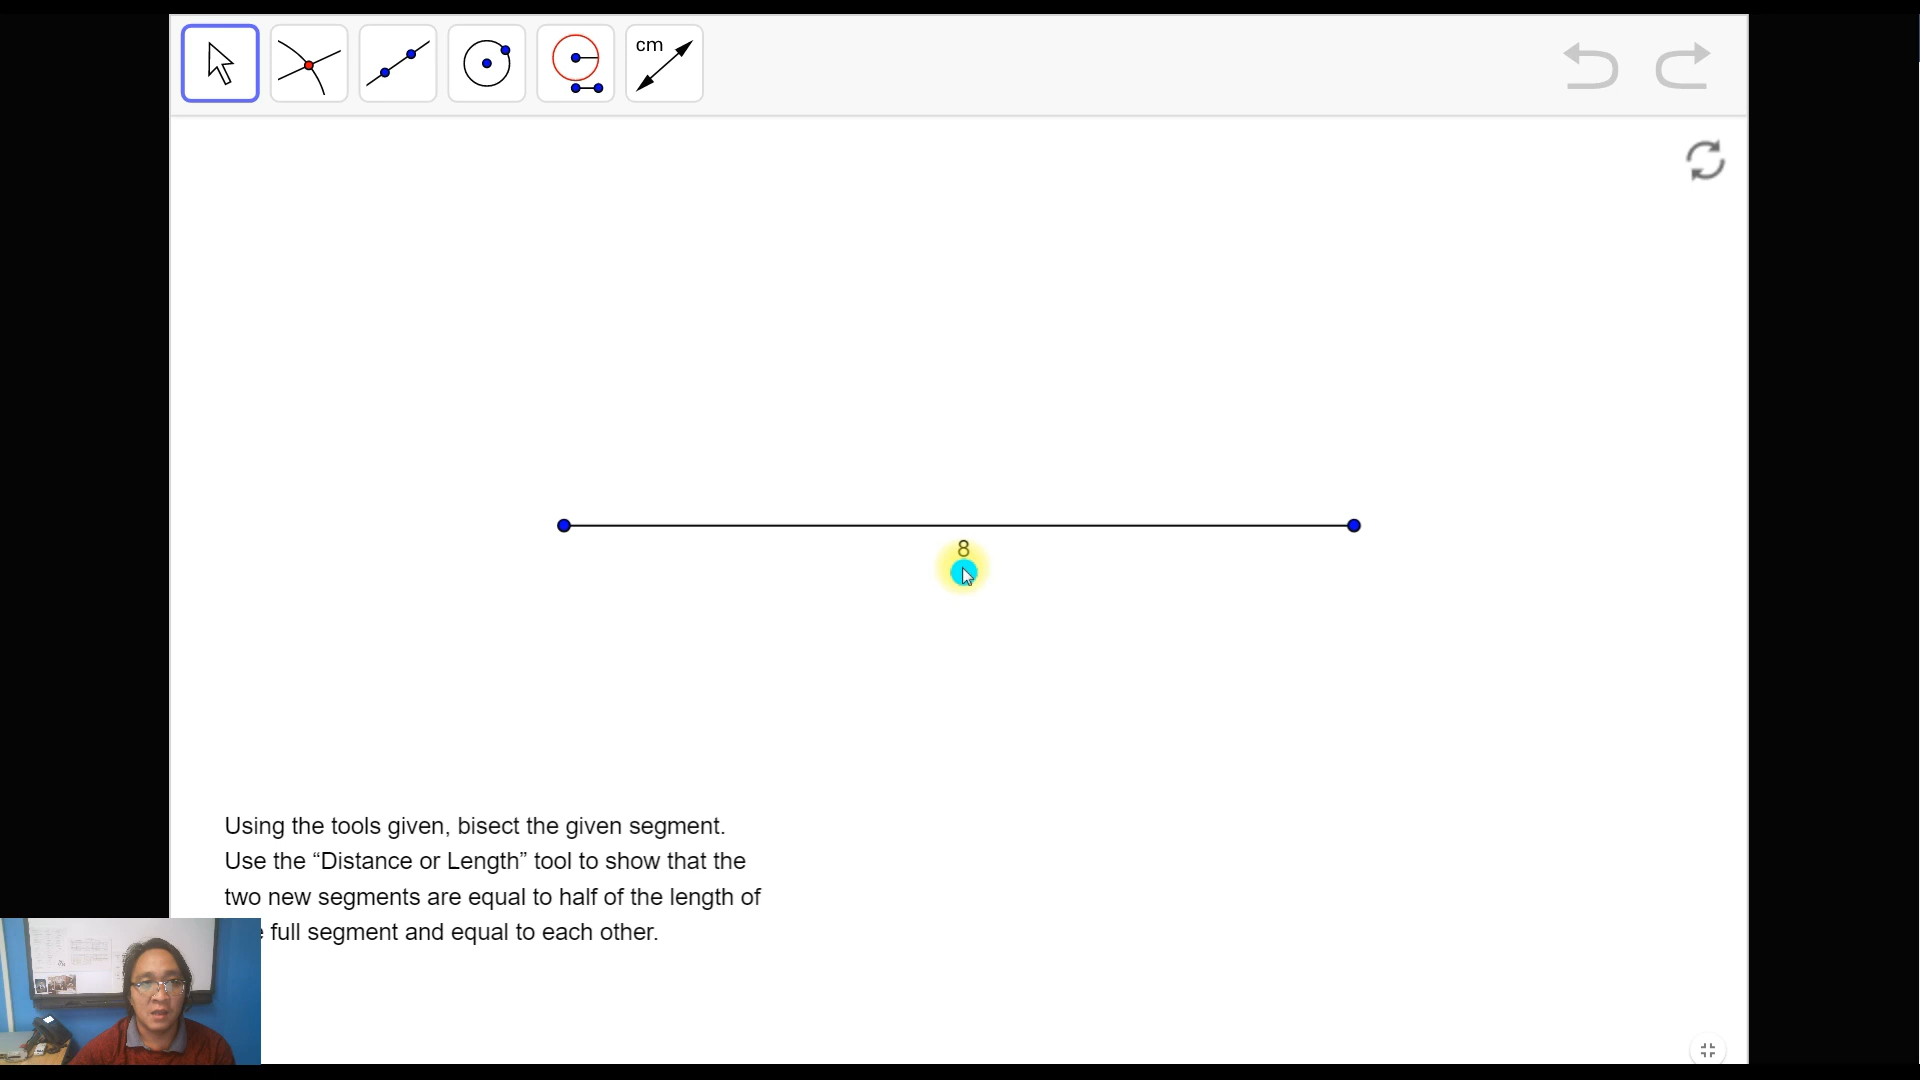 cm
8
Using the tools given, bisect the given segment.
Use the “Distance or Length” tool to show that the
two new segments are equal to half of the length of
full segment and equal to each other.